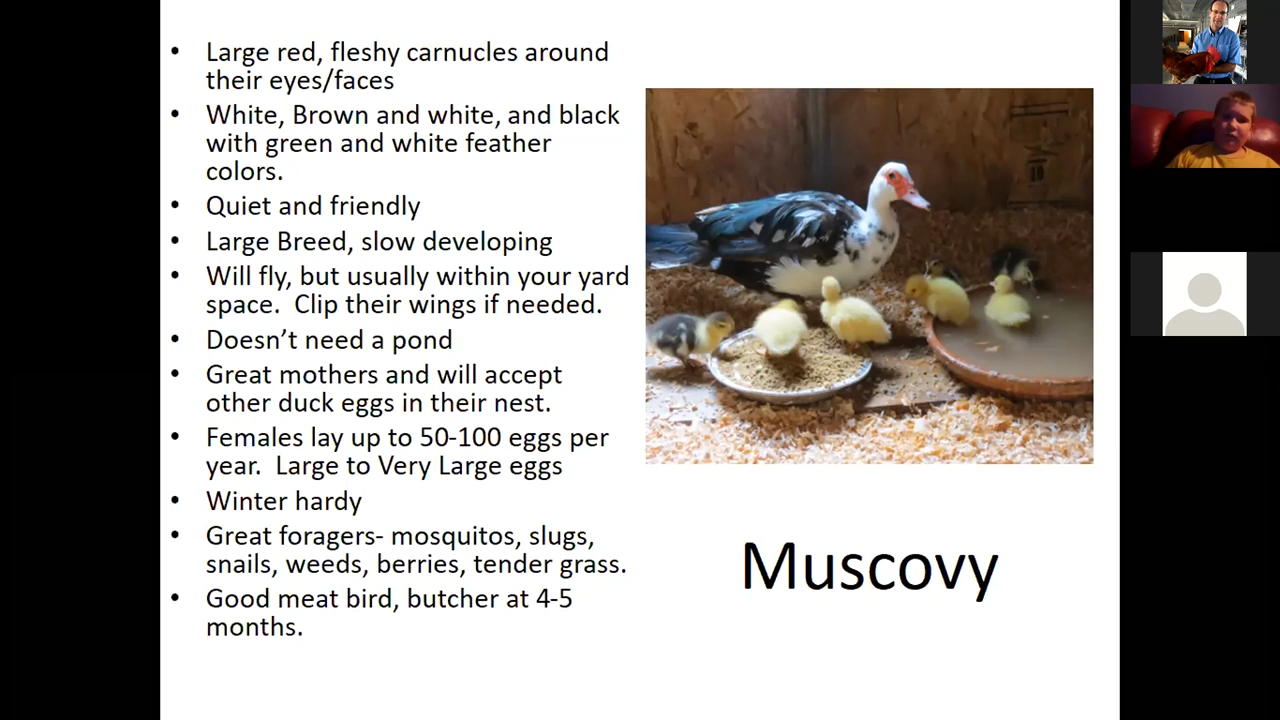 • Large red, fleshy carnucles around
their eyes/faces
• White, Brown and white, and black
with green and white feather
colors.
• Quiet and friendly
• Large Breed, slow developing
• Will fly, but usually within your yard
space.  Clip their wings if needed.
• Doesn’t need a pond
• Great mothers and will accept
other duck eggs in their nest.
• Females lay up to 50-100 eggs per
year.  Large to Very Large eggs
• Winter hardy
• Great foragers- mosquitos, slugs,
snails, weeds, berries, tender grass.
• Good meat bird, butcher at 4-5
months.
Muscovy